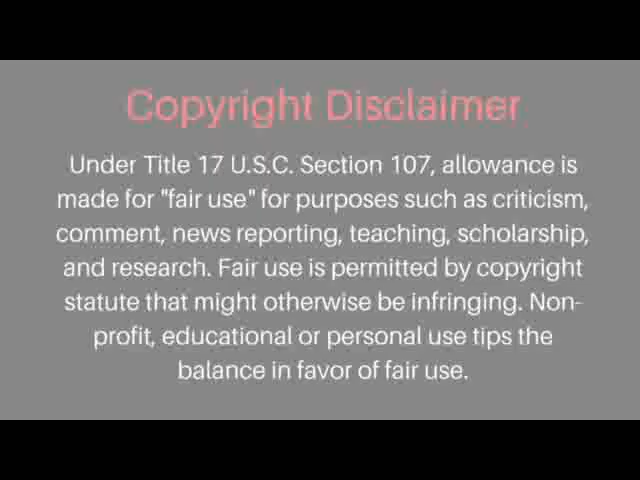 Copyright Disclaimer
Under Title 17 U.S.C. Section 107, allowance is
made for "fair use" for purposes such as criticism,
comment, news reporting, teaching, scholarship,
and research. Fair use is permitted by copyright
statute that might otherwise be infringing. Non-
profit, educational or personal use tips the
balance in favor of fair use.